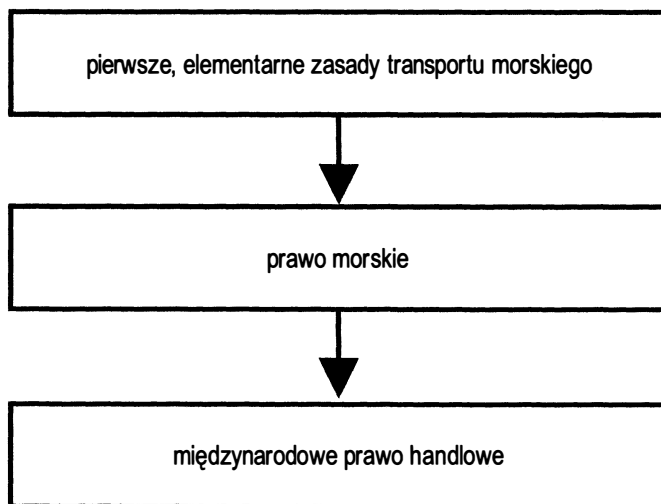 pierwsze, elementarne zasady transportu morskiego
prawo morskie
międzynarodowe prawo handlowe